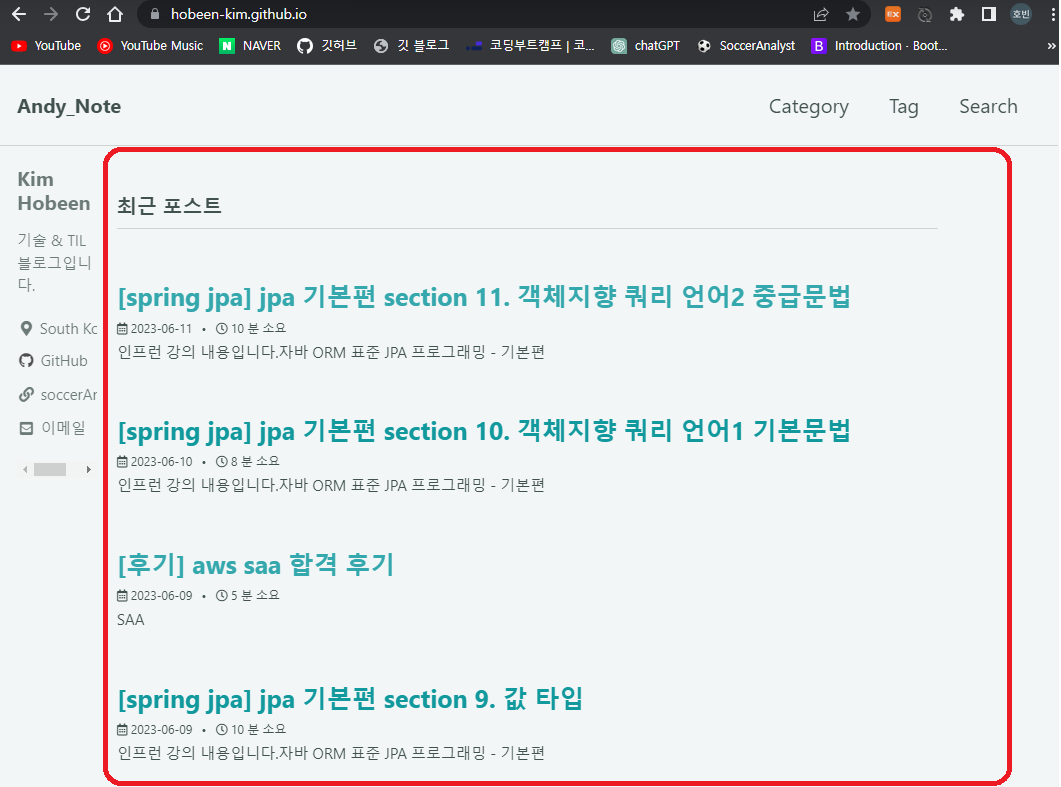 hobeen-kim.github.io
호빈
YouTube YouTube Music NAVER 깃허브 깃 블로그 코딩부트캠프 | 코... chatGPT SoccerAnalyst Introduction · Boot... »
Andy_Note Category Tag Search
Kim
Hobeen
기술 & TIL
블로그입니
다.
South Kc
GitHub
soccerAr
이메일
최근 포스트
[spring jpa] jpa 기본편 section 11. 객체지향 쿼리 언어2 중급문법
2023-06-11 • 10 분 소요
인프런 강의 내용입니다.자바 ORM 표준 JPA 프로그래밍 - 기본편
[spring jpa] jpa 기본편 section 10. 객체지향 쿼리 언어1 기본문법
2023-06-10 • 8 분 소요
인프런 강의 내용입니다.자바 ORM 표준 JPA 프로그래밍 - 기본편
[후기] aws saa 합격 후기
2023-06-09 • 5 분 소요
SAA
[spring jpa] jpa 기본편 section 9. 값 타입
2023-06-09 • 10 분 소요
인프런 강의 내용입니다.자바 ORM 표준 JPA 프로그래밍 - 기본편